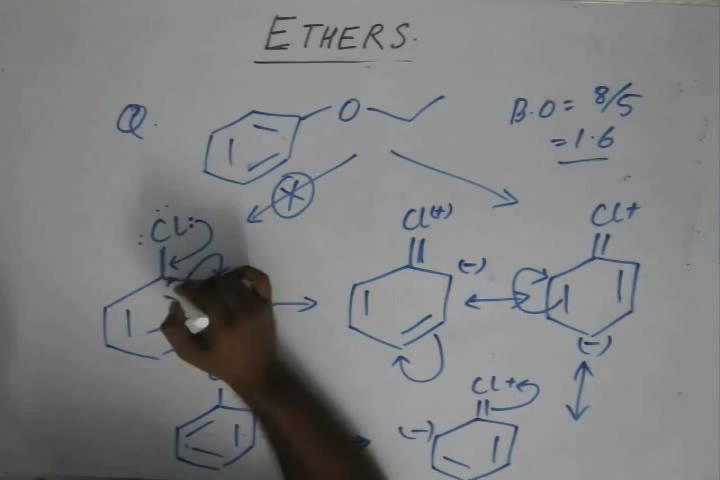 ETHERS.
Q. O B.O = 8/5
= 1.6
Cl Cl(+) Cl+
(-)
(-)
Cl+
(-)